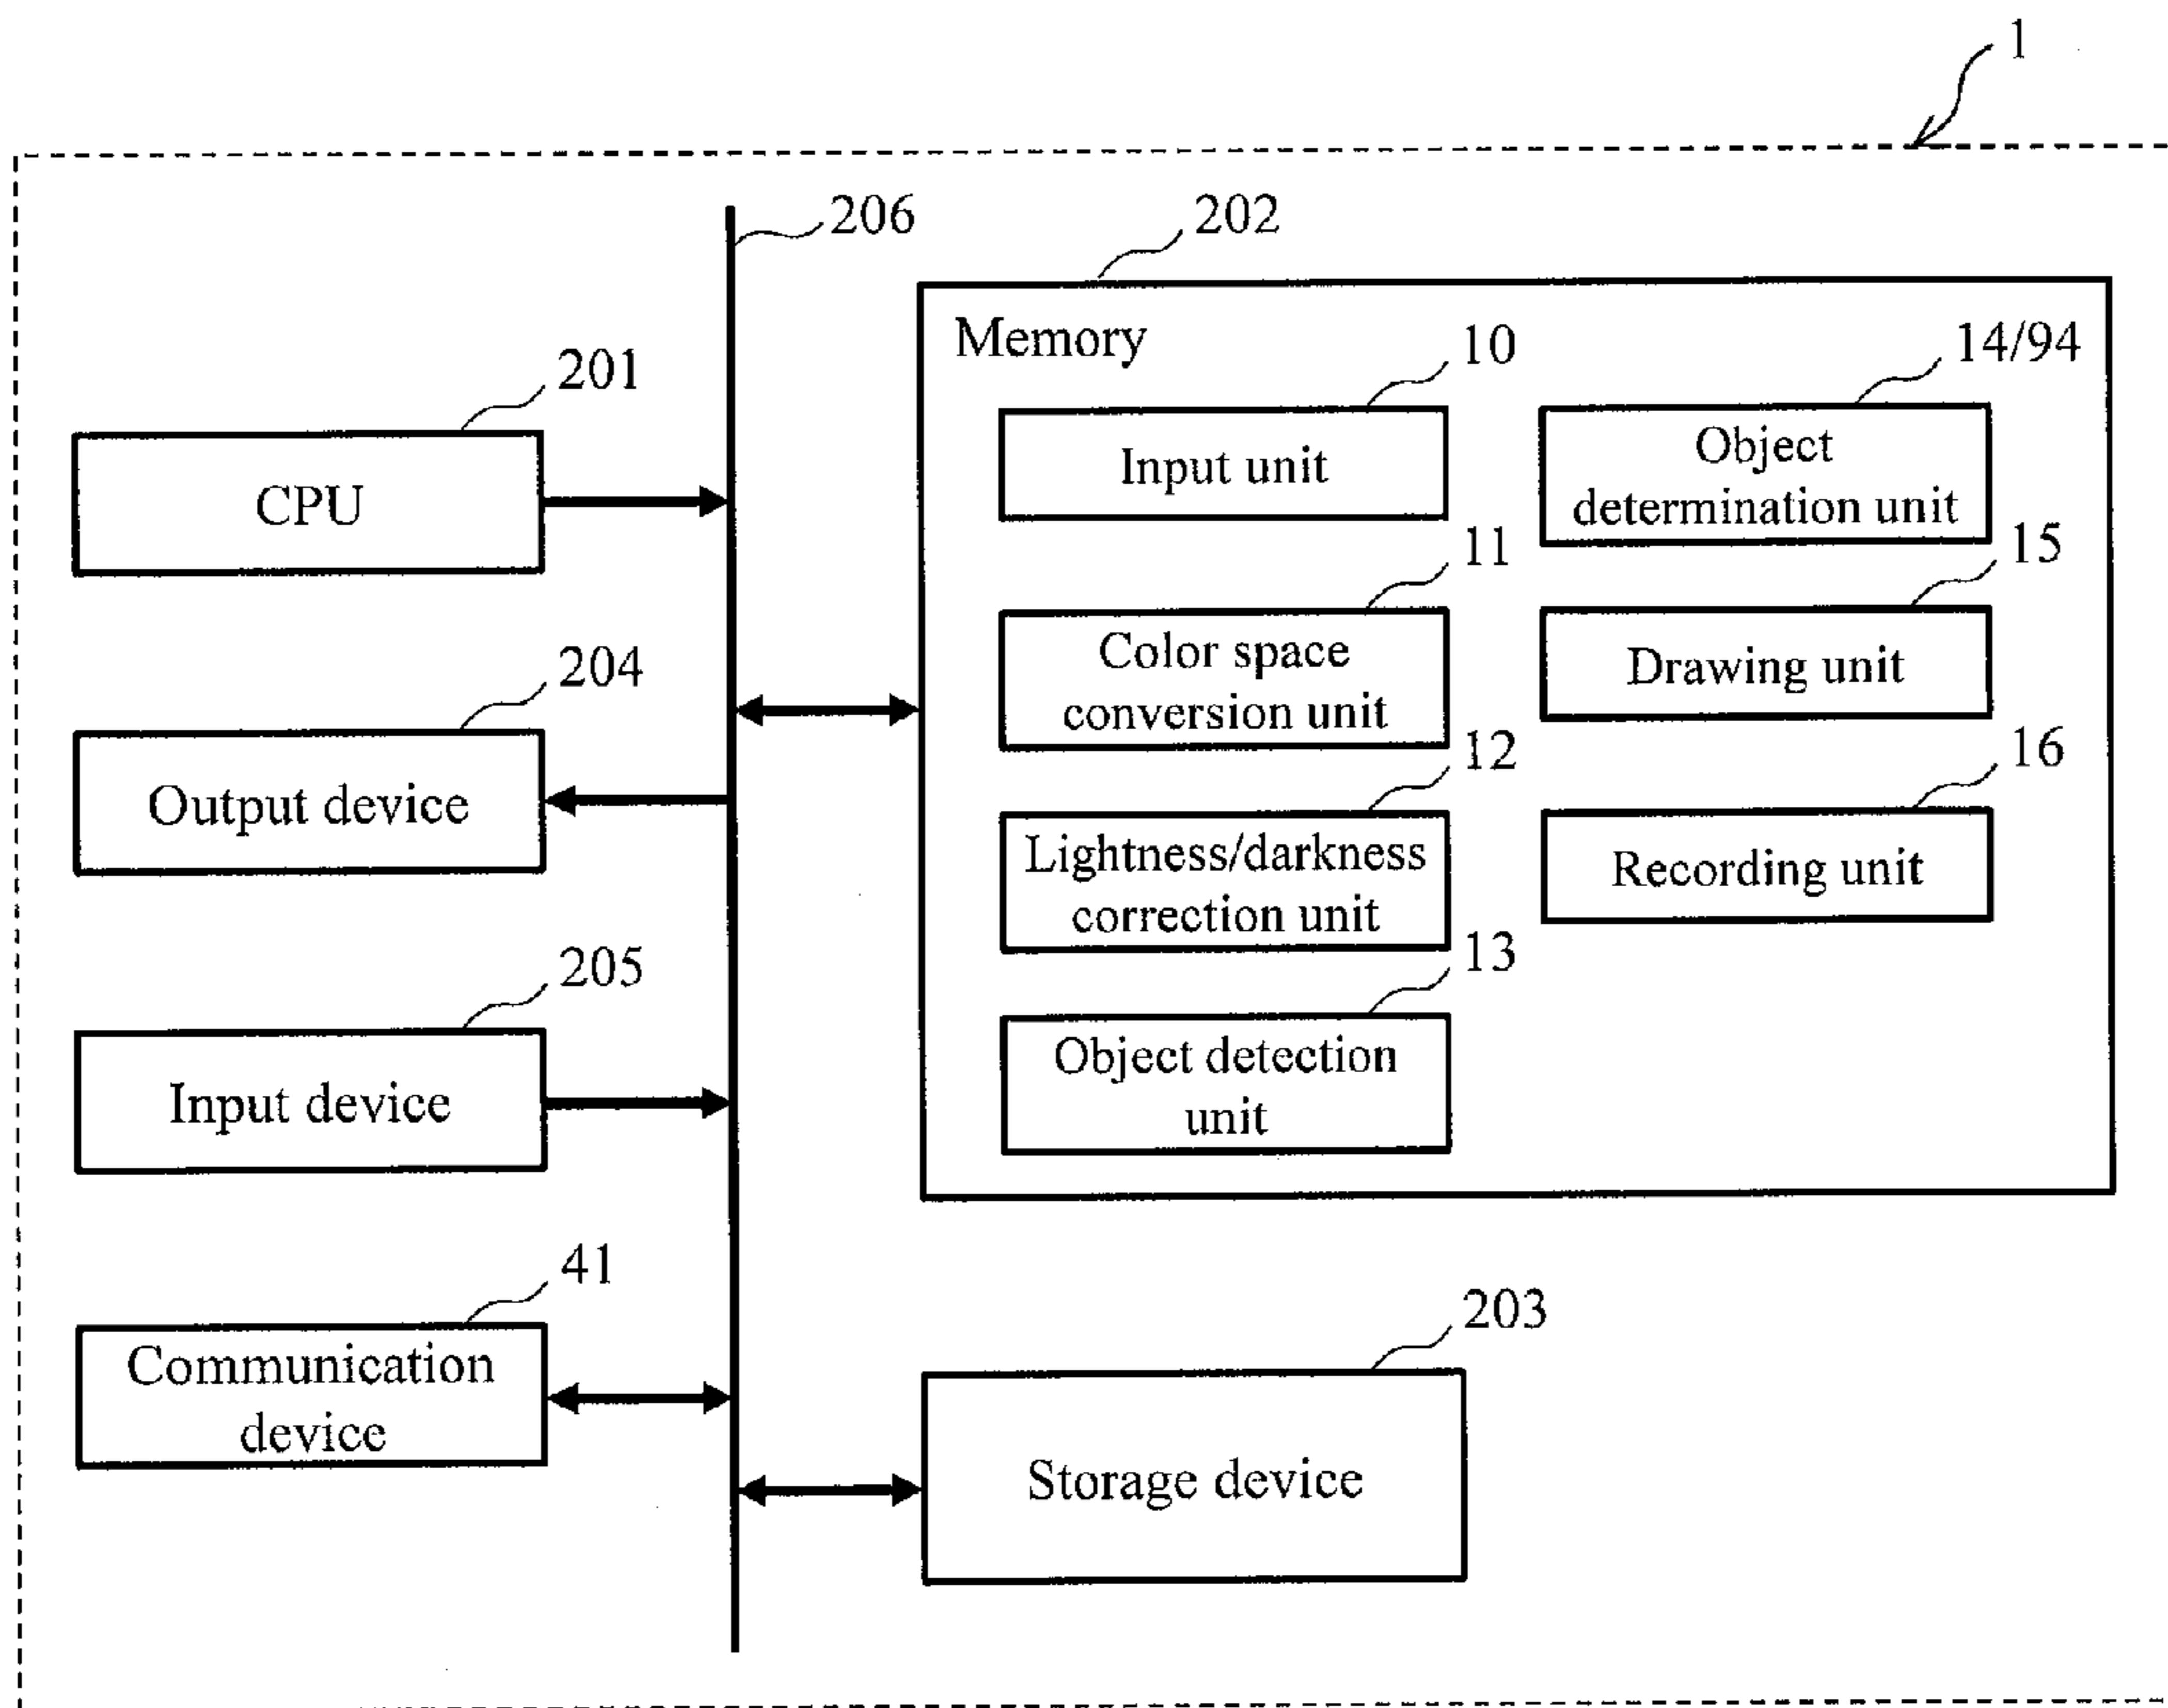 1
206
202
Memory
10
14/94
201
Input unit
Object
determination unit
CPU
11
15
Color space
conversion unit
Drawing unit
204
12
16
Output device
Lightness/darkness
correction unit
Recording unit
205
13
Input device
Object detection
unit
41
203
Communication
device
Storage device